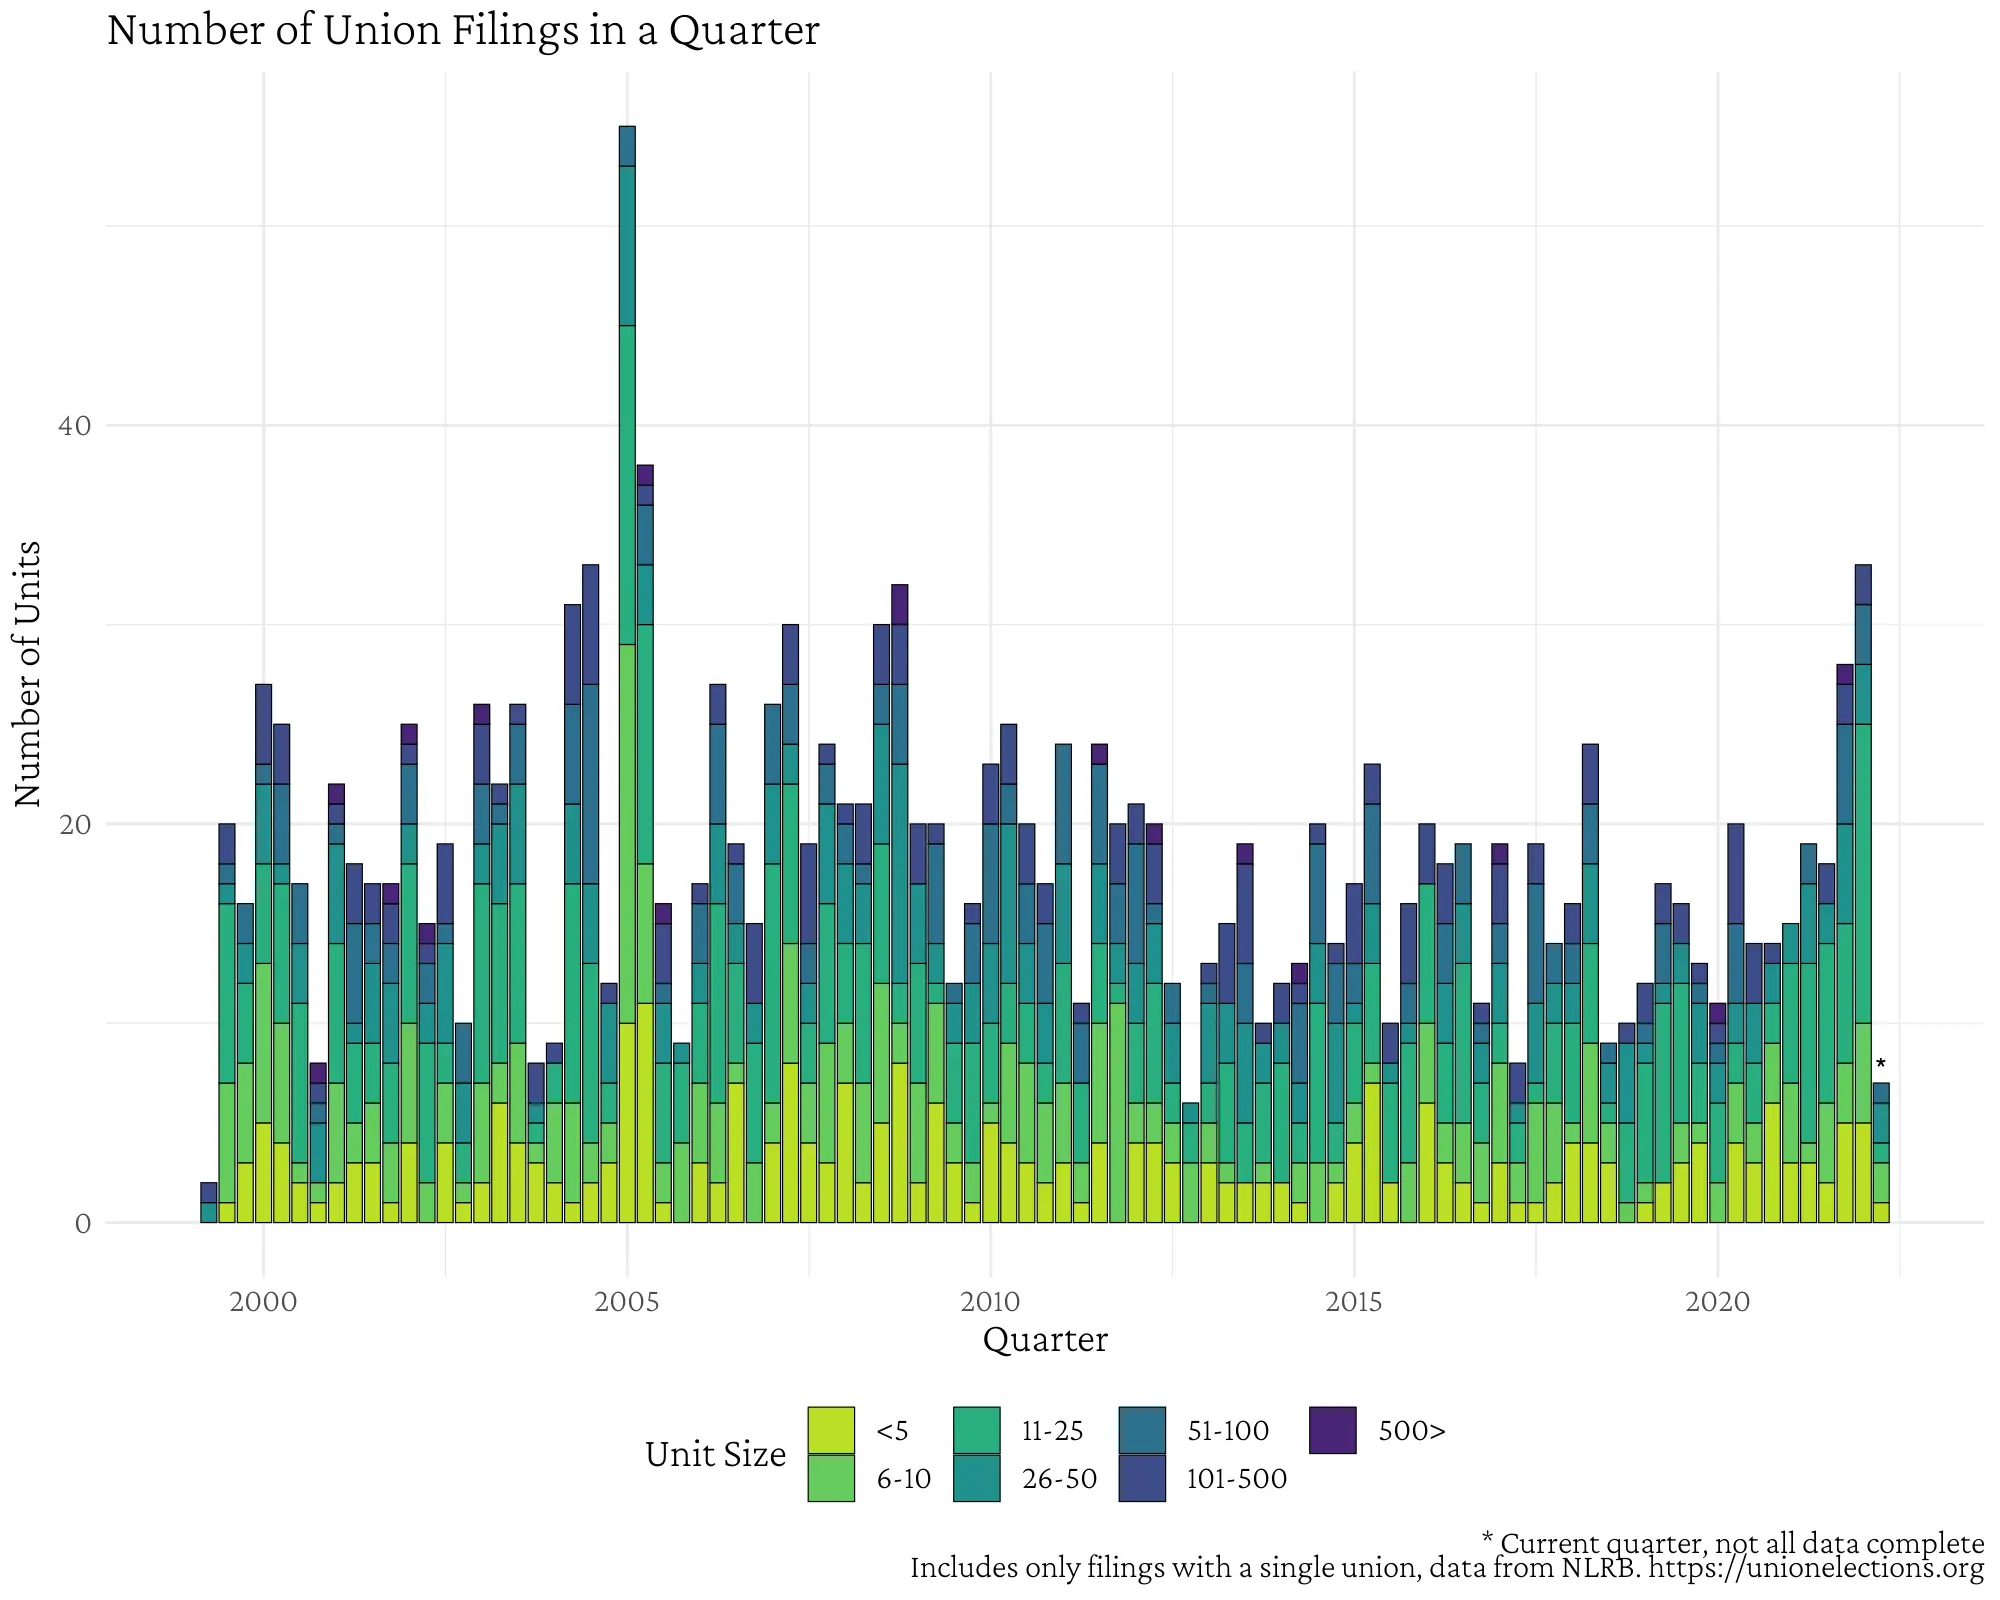 Number of Union Filings in a Quarter
Number of Units
40
20
0
*
2000 2005 2010 2015 2020
Quarter
Unit Size
<5 11-25 51-100 500>
6-10 26-50 101-500
* Current quarter, not all data complete
Includes only filings with a single union, data from NLRB. https://unionelections.org